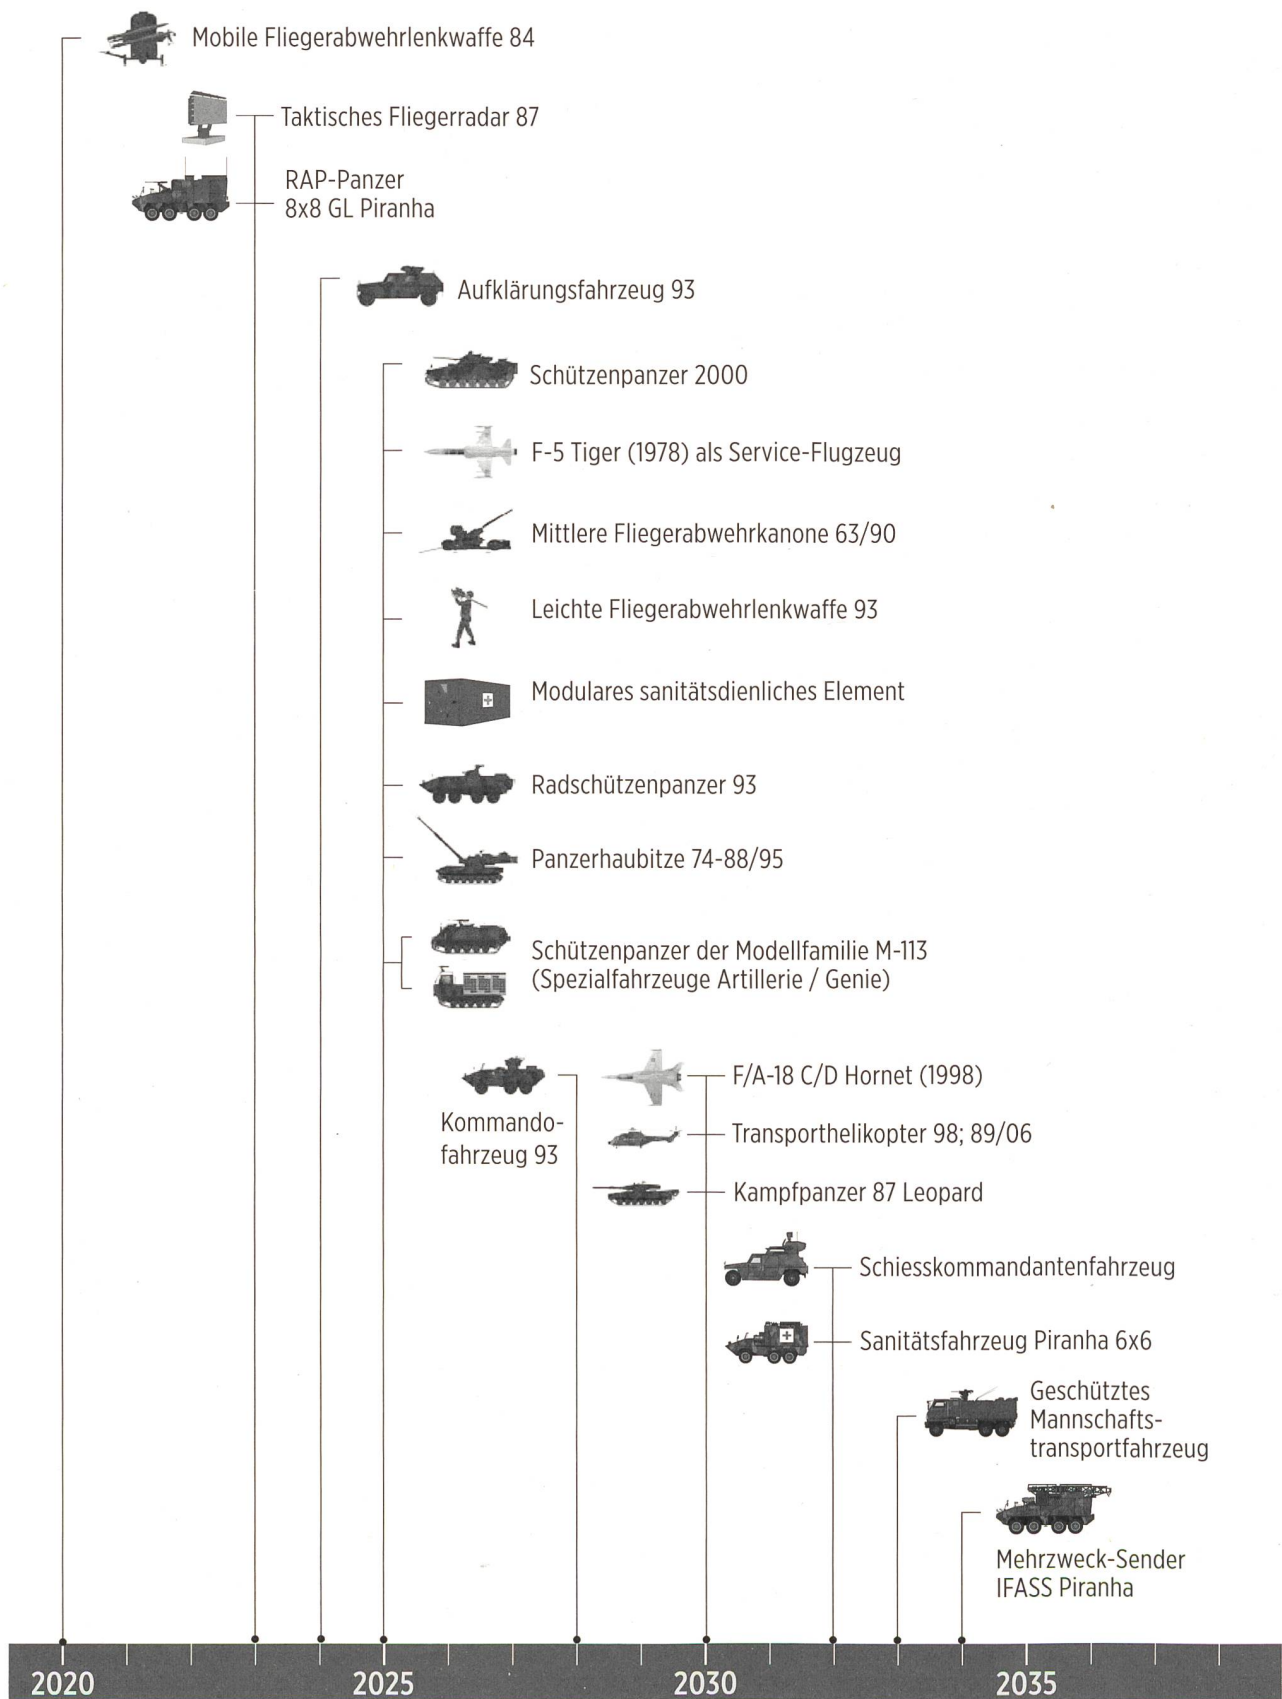 Mobile Fliegerabwehrlenkwaffe 84
Taktisches Fliegerradar 87
RAP-Panzer
8x8 GL Piranha
Aufklärungsfahrzeug 93
Schützenpanzer 2000
F-5 Tiger (1978) als Service-Flugzeug
Mittlere Fliegerabwehrkanone 63/90
Leichte Fliegerabwehrlenkwaffe 93
Modulares sanitätsdienliches Element
Radschützenpanzer 93
Panzerhaubitze 74-88/95
Schützenpanzer der Modellfamilie M-113
(Spezialfahrzeuge Artillerie / Genie)
Kommando-
fahrzeug 93
F/A-18 C/D Hornet (1998)
Transporthelikopter 98; 89/06
Kampfpanzer 87 Leopard
Schiesskommandantenfahrzeug
Sanitätsfahrzeug Piranha 6x6
Geschütztes
Mannschafts-
transportfahrzeug
Mehrzweck-Sender
IFASS Piranha
2020 2025 2030 2035